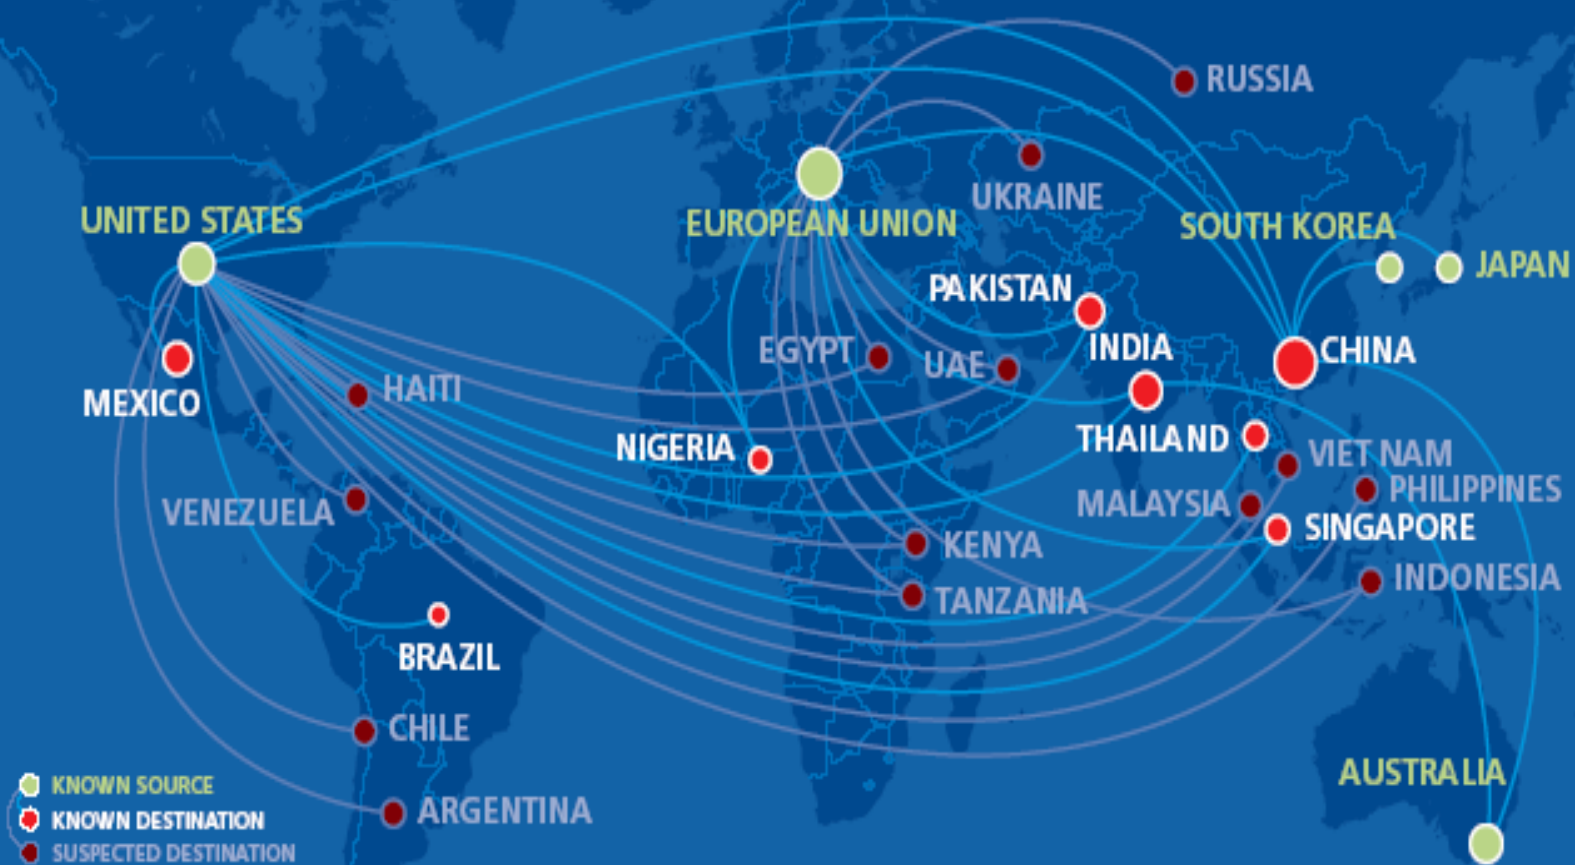 RUSSIA
UKRAINE
UNITED STATES
EUROPEAN UNION
SOUTH KOREA
JAPAN
PAKISTAN
INDIA
EGYPT
UAE
CHINA
MEXICO
HAITI
NIGERIA
THAILAND
VIET NAM
VENEZUELA
MALAYSIA
PHILIPPINES
SINGAPORE
KENYA
INDONESIA
TANZANIA
BRAZIL
CHILE
AUSTRALIA
ARGENTINA
KNOWN SOURCE
KNOWN DESTINATION
SUSPECTED DESTINATION